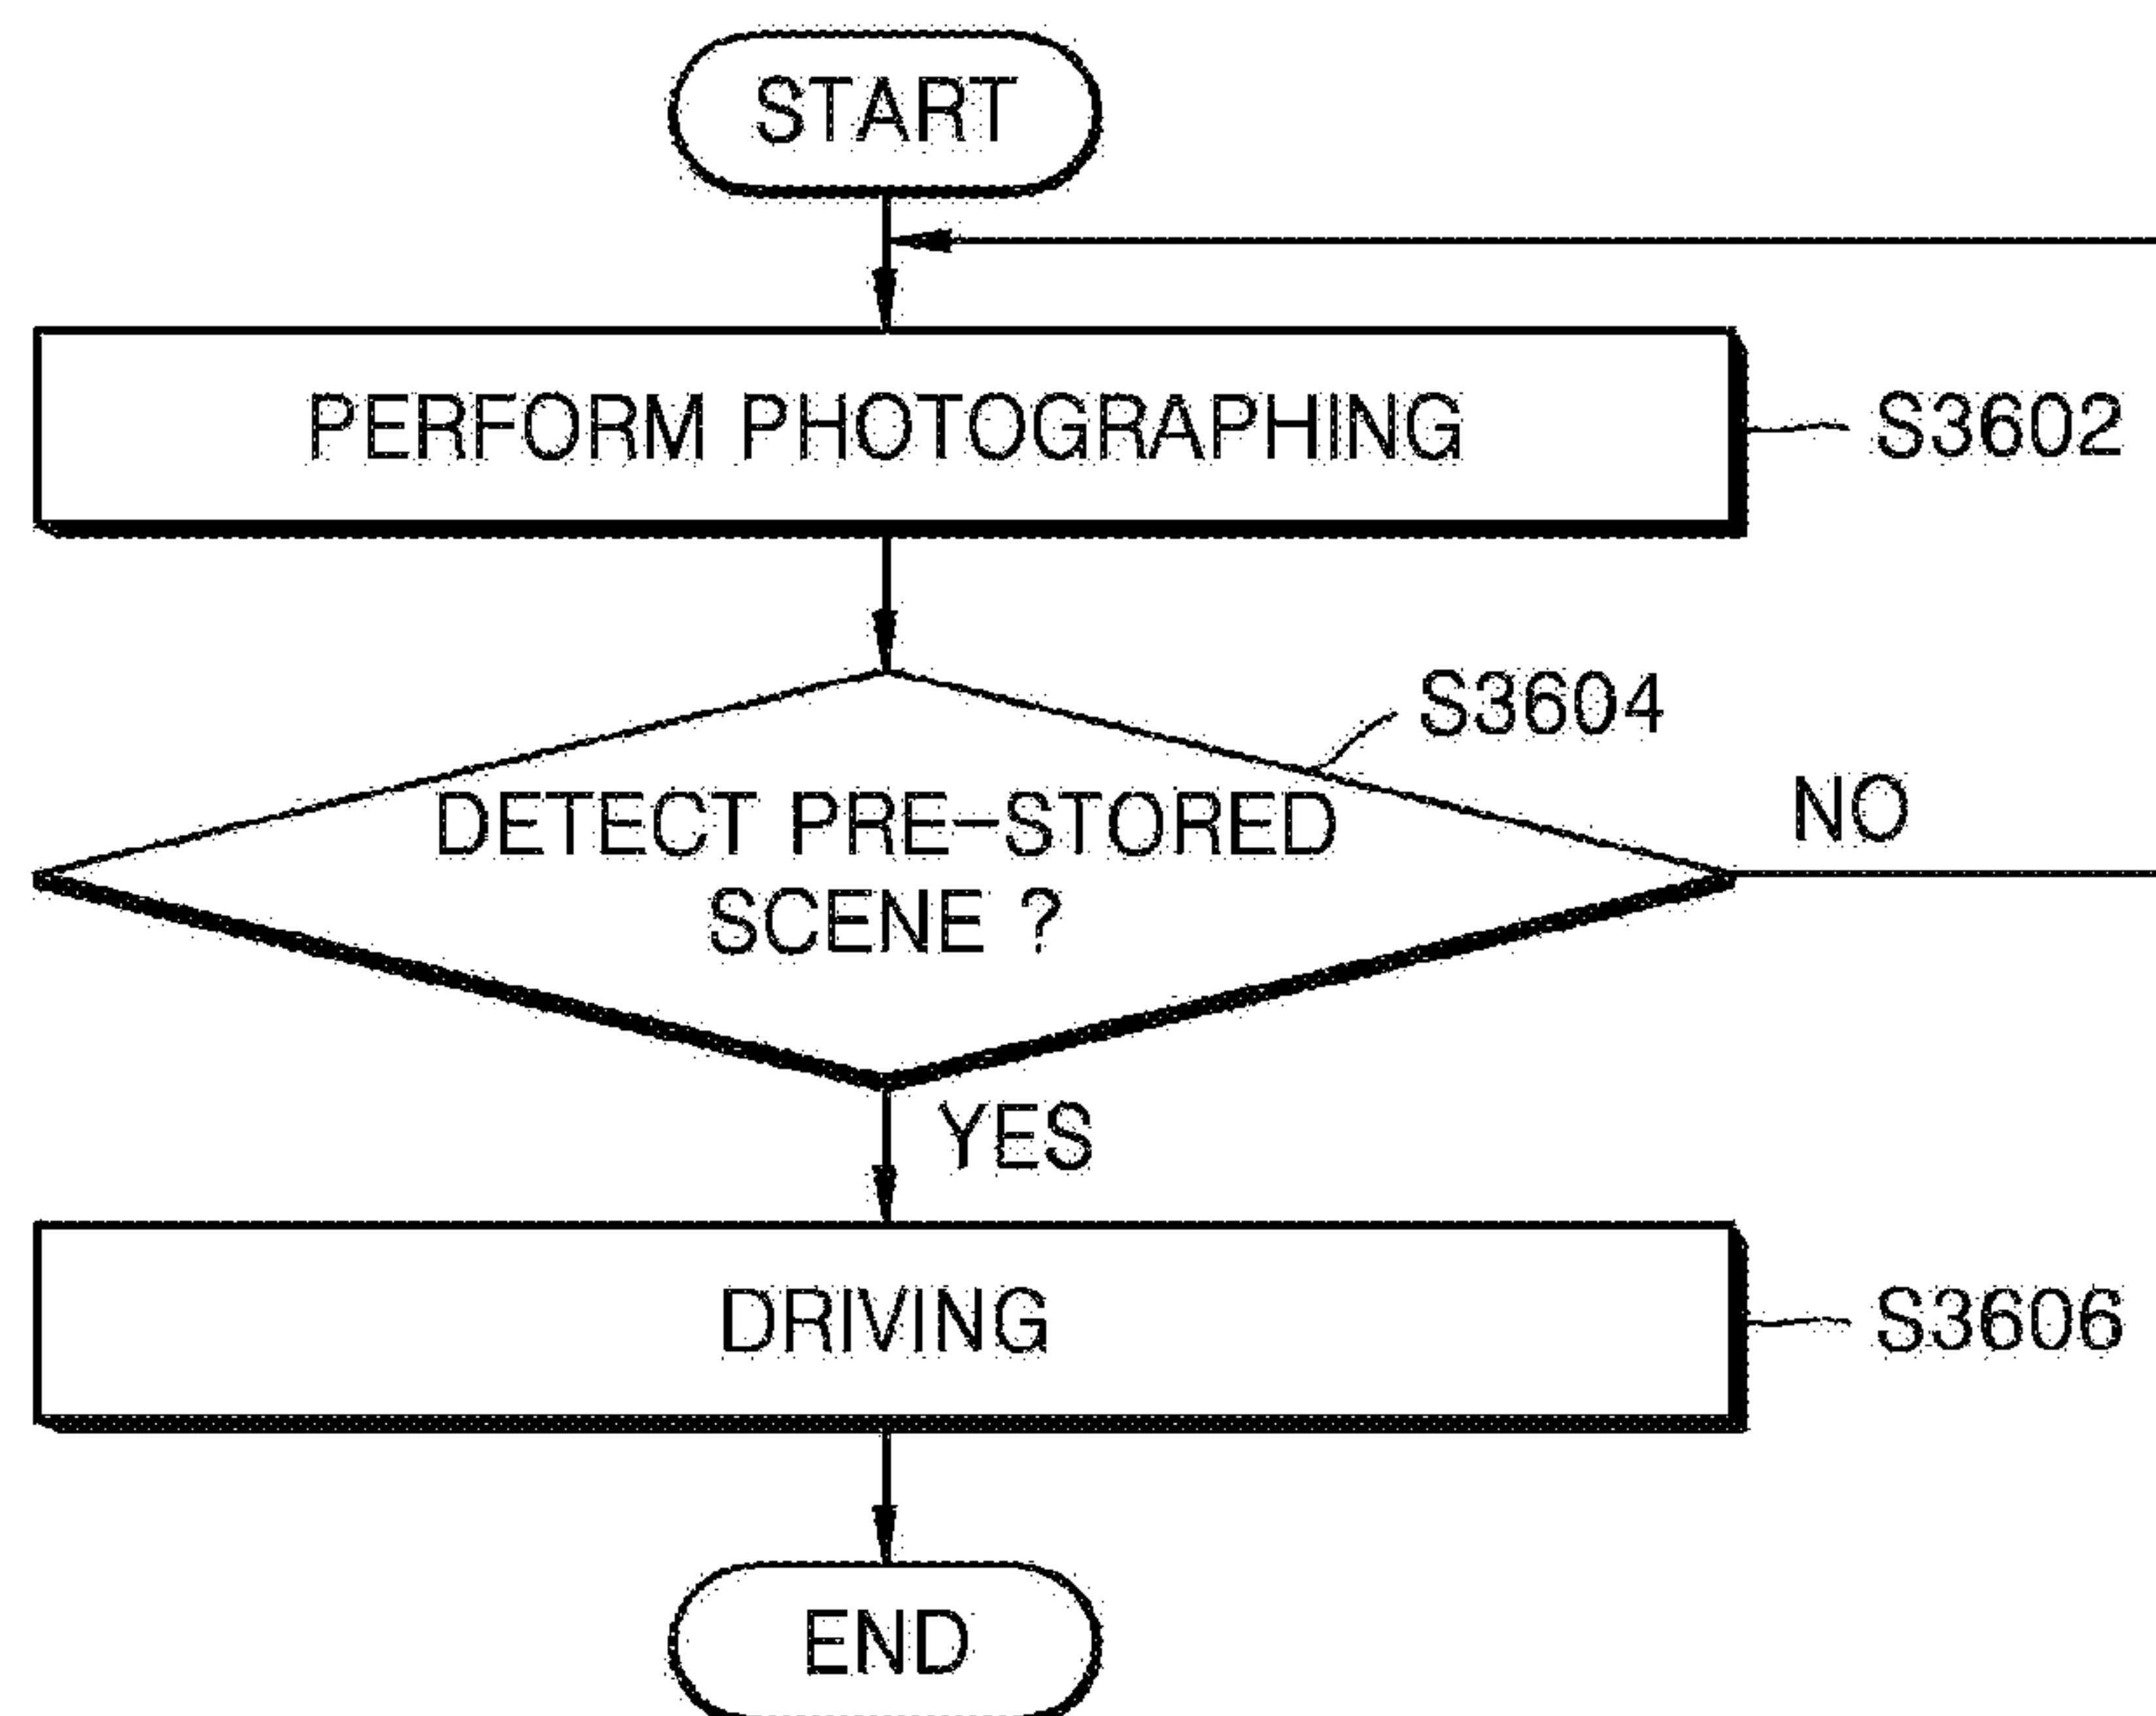 START
PERFORM PHOTOGRAPHING
S3602
S3604
DETECT PRE-STORED
SCENE ?
NO
YES
DRIVING
S3606
END